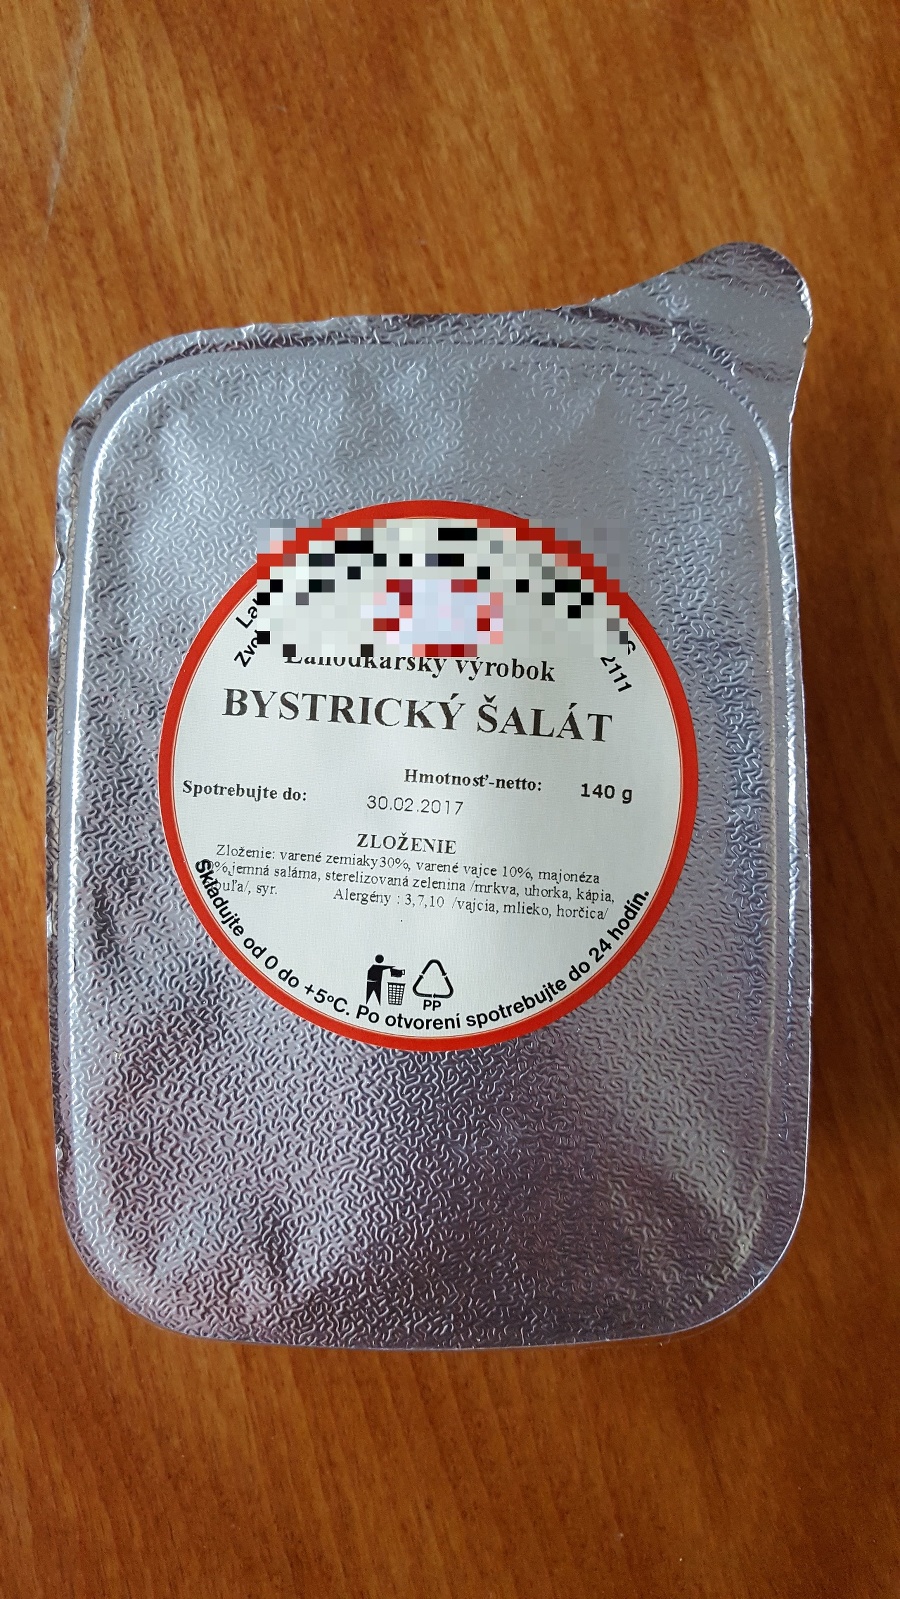 2111
Lahôdkársky výrobok
BYSTRICKÝ ŠALÁT
Hmotnosť-netto: 140 g
Spotrebujte do: 30.02.2017
ZLOŽENIE
Zloženie: varené zemiaky30%, varené vajce 10%, majonéza
jemná saláma, sterelizovaná zelenina /mrkva, uhorka, kápia,
syr. Alergény : 3,7,10 /vajcia, mlieko, horčica/
PP
Skladujte od 0 do +5°C. Po otvorení spotrebujte do 24 hodín.